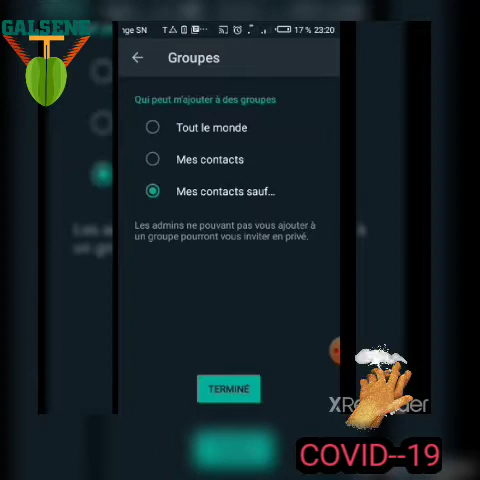 GALSENE
nge SN
17 % 23:20
Groupes
Qui peut m'ajouter à des groupes
Tout le monde
Mes contacts
Mes contacts sauf...
Les admins ne pouvant pas vous ajouter à
un groupe pourront vous inviter en privé.
TERMINÉ
COVID--19